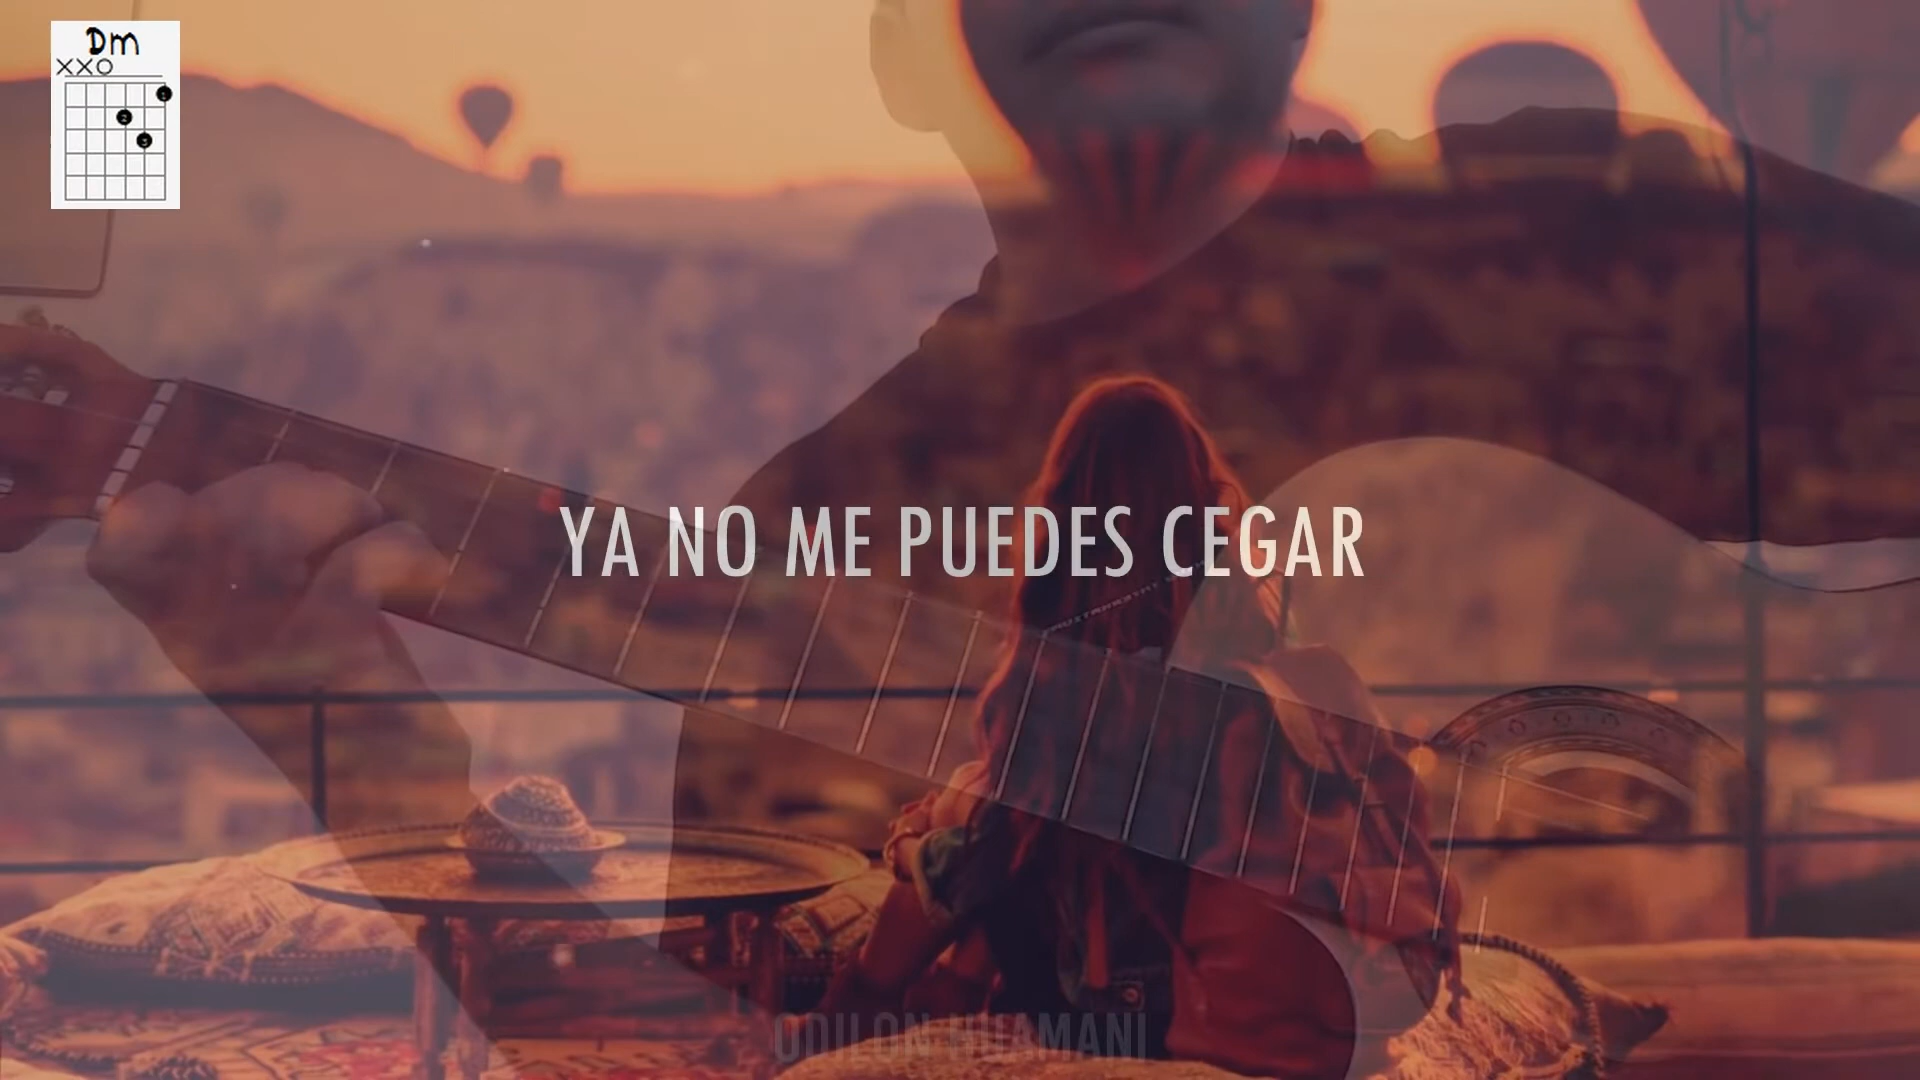 Dm
XXO
YA NO ME PUEDES CEGAR
ODILON HUAMANI